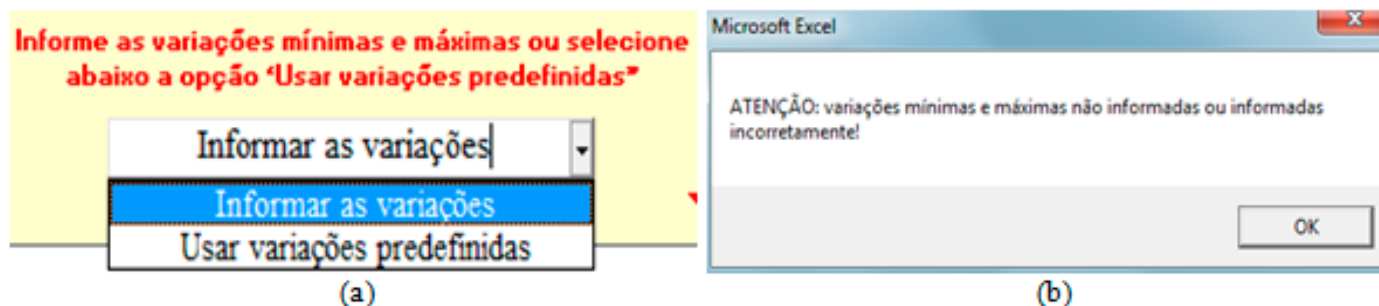 Informe as variações mínimas e máximas ou selecione
abaixo a opção ‘Usar variações predefinidas”
Informar as variações
Informar as variações
Usar variações predefinidas
(a)
Microsoft Excel
ATENÇÃO: variações mínimas e máximas não informadas ou informadas
incorretamente!
OK
(b)